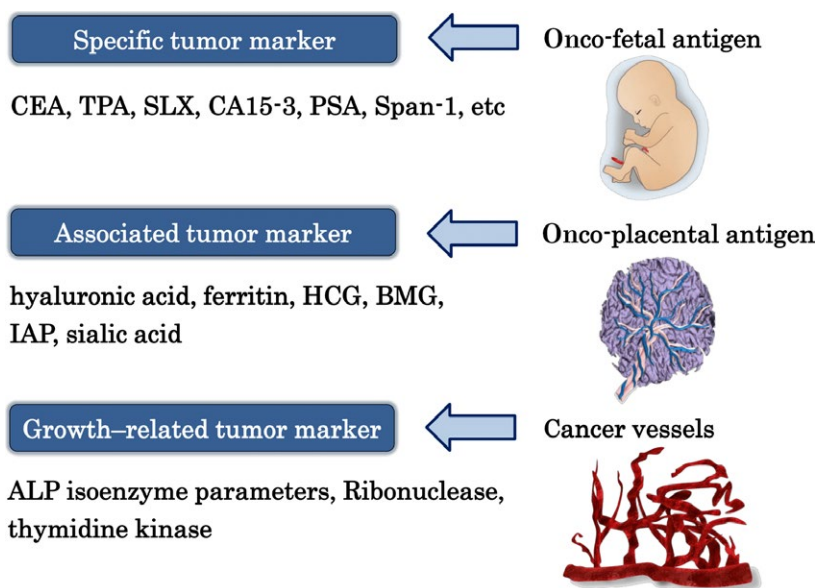 Specific tumor marker
Onco-fetal antigen
CEA, TPA, SLX, CA15-3, PSA, Span-1, etc
Associated tumor marker
Onco-placental antigen
hyaluronic acid, ferritin, HCG, BMG,
IAP, sialic acid
Growth–related tumor marker
Cancer vessels
ALP isoenzyme parameters, Ribonuclease,
thymidine kinase